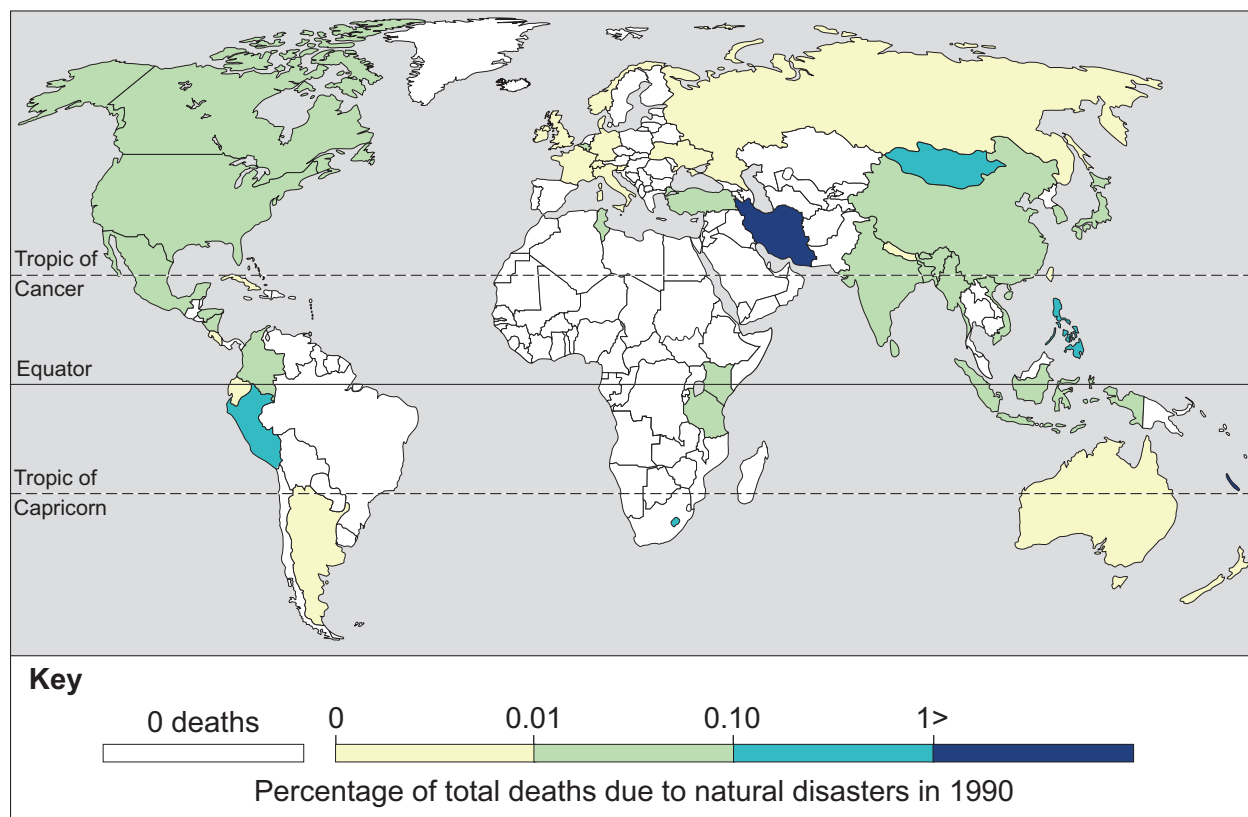 Tropic of
Cancer
Equator
Tropic of
Capricorn
Key
0 deaths
0 0.01 0.10 1>
Percentage of total deaths due to natural disasters in 1990